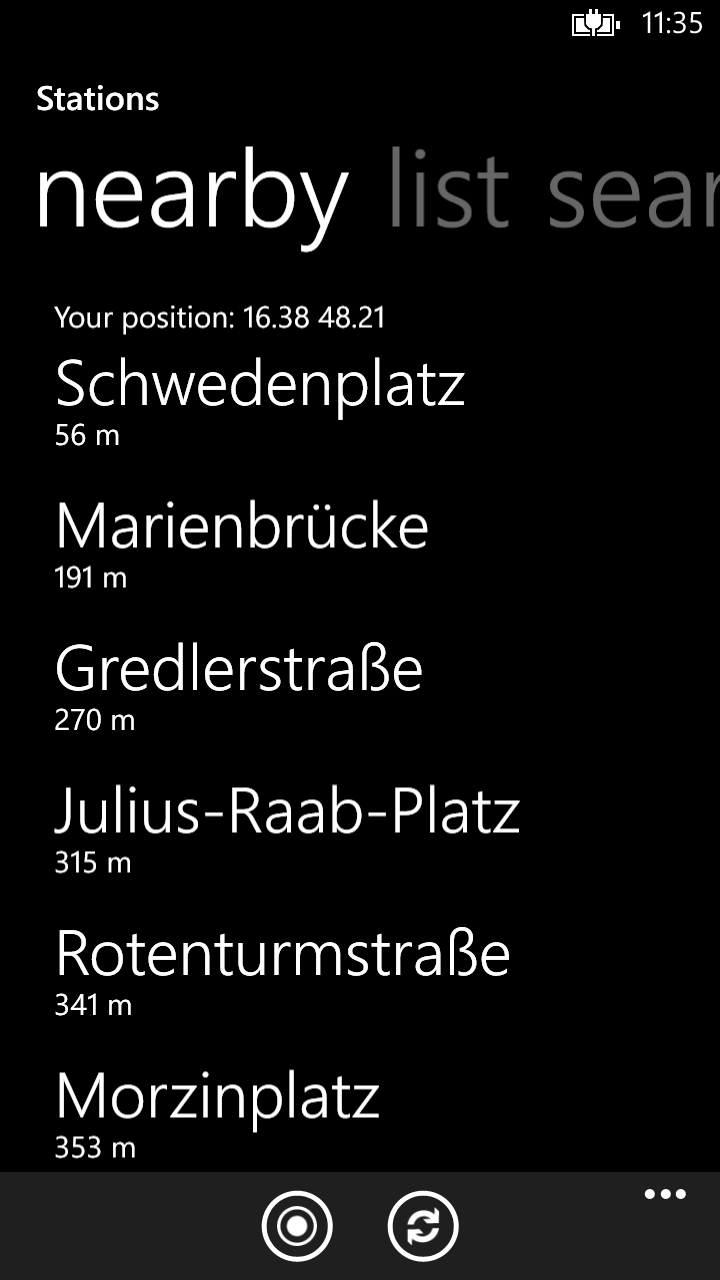 11:35
Stations
nearby list sear
Your position: 16.38 48.21
Schwedenplatz
56 m
Marienbrücke
191 m
Gredlerstraße
270 m
Julius-Raab-Platz
315 m
Rotenturmstraße
341 m
Morzinplatz
353 m